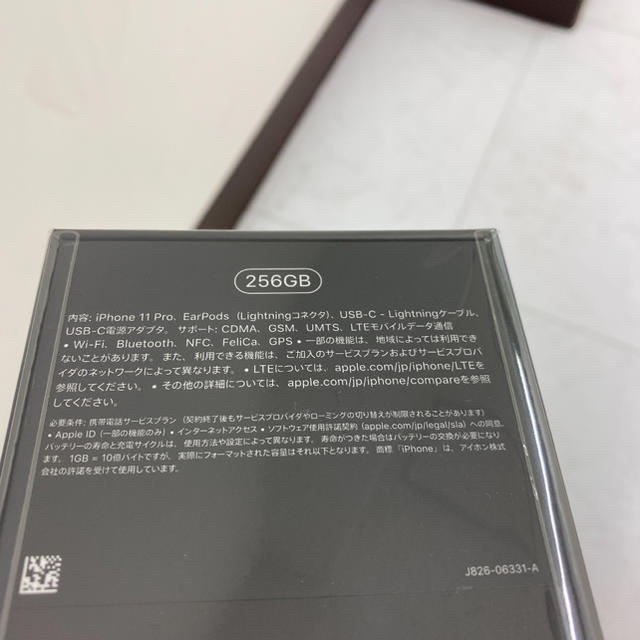 256GB
内容: iPhone 11 Pro、EarPods（Lightningコネクタ）、USB-C - Lightningケーブル、
USB-C電源アダプタ。 サポート: CDMA、GSM、UMTS、LTEモバイルデータ通信
• Wi-Fi、Bluetooth、NFC、FeliCa、GPS • 一部の機能は、地域によっては利用でき
ないことがあります。また、利用できる機能は、ご加入のサービスプランおよびサービスプロバ
イダのネットワークによって異なります。 • LTEについては、apple.com/jp/iphone/LTEを
参照してください。 • その他の詳細については、apple.com/jp/iphone/compareを参照
してください。
必要条件: 携帯電話サービスプラン（契約終了後もサービスプロバイダやローミングの切り替えが制限されることがあります）
• Apple ID（一部の機能のみ）• インターネットアクセス • ソフトウェア使用許諾契約（apple.com/jp/legal/sla）への同意.
バッテリーの寿命と充電サイクルは、使用方法や設定によって異なります。寿命がつきた場合はバッテリーの交換が必要になり
ます。 1GB = 10億バイトですが、実際にフォーマットされた容量はそれ以下となります。 商標「iPhone」は、アイホン株式
会社の許諾を受けて使用しています。
J826-06331-A